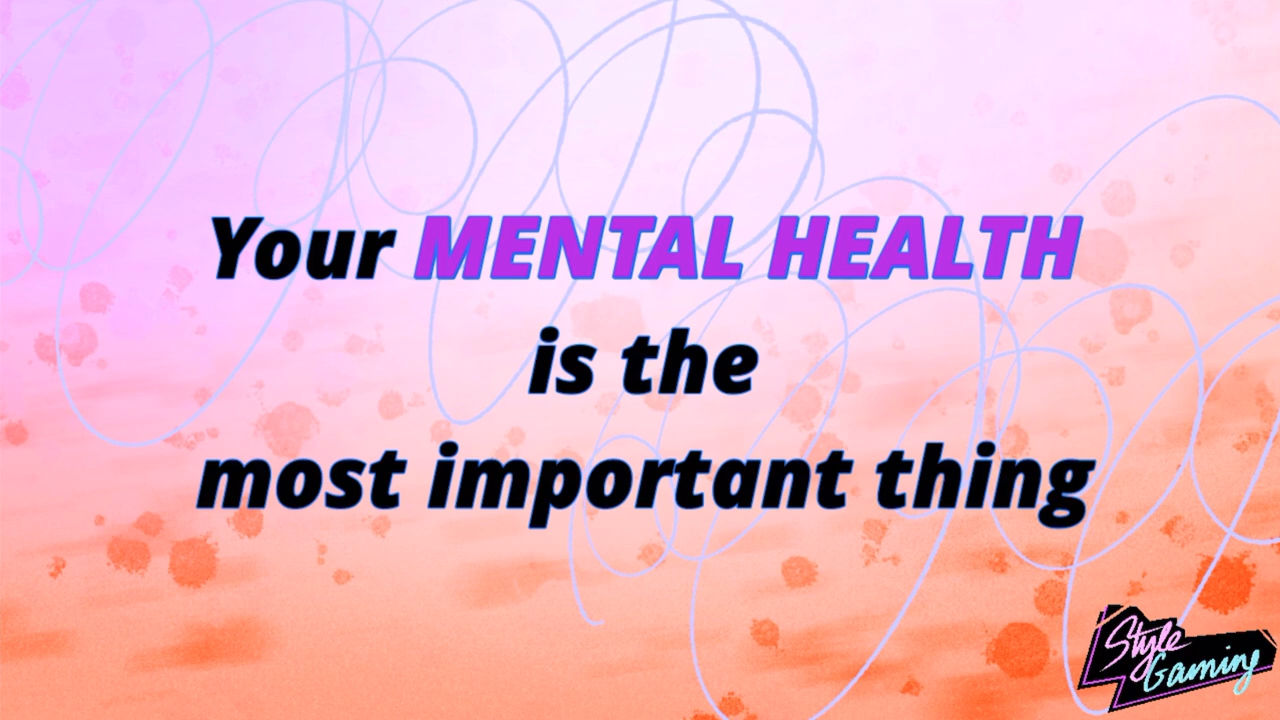 Your MENTAL HEALTH
is the
most important thing
Style
Gaming